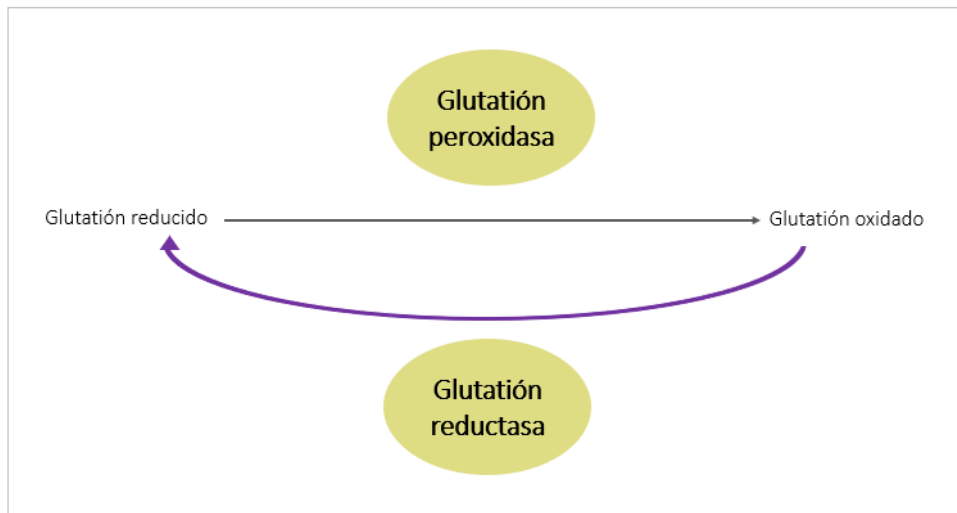 Glutatión
peroxidasa
Glutatión reducido
Glutatión oxidado
Glutatión
reductasa